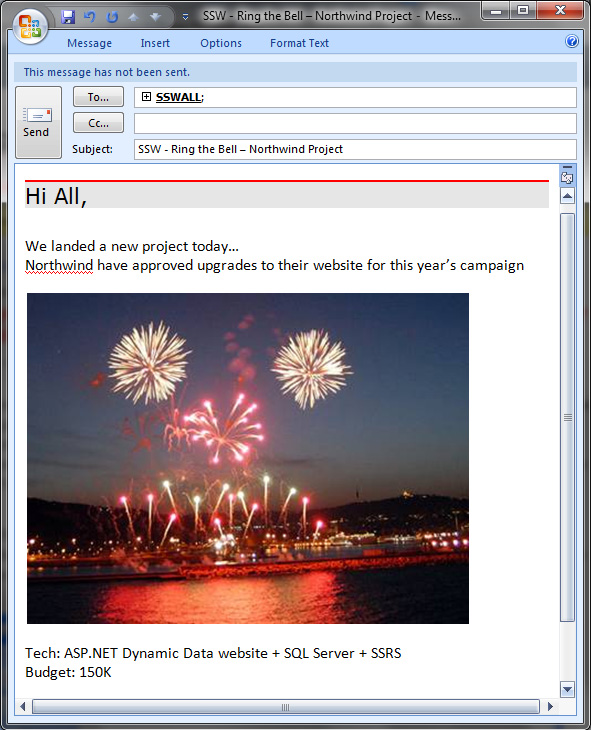 SSW - Ring the Bell – Northwind Project - Mess...
Message Insert Options Format Text
This message has not been sent.
Send
To...
SSWALL;
Cc...
Subject:
SSW - Ring the Bell – Northwind Project
Hi All,
We landed a new project today…
Northwind have approved upgrades to their website for this year’s campaign
Tech: ASP.NET Dynamic Data website + SQL Server + SSRS
Budget: 150K